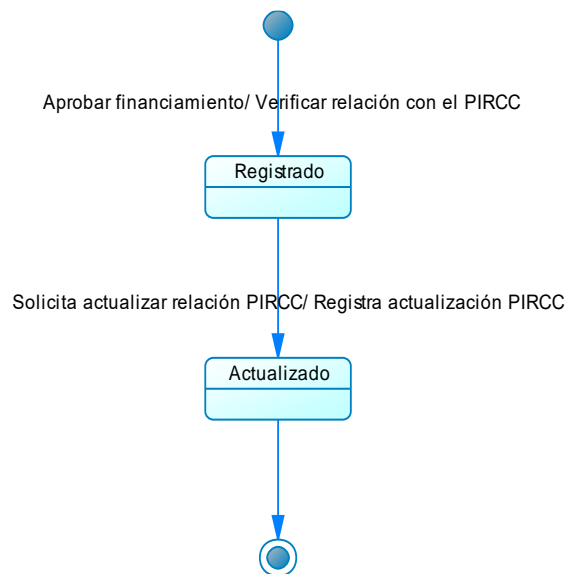 Aprobar financiamiento/ Verificar relación con el PIRCC
Registrado
Solicita actualizar relación PIRCC/ Registra actualización PIRCC
Actualizado